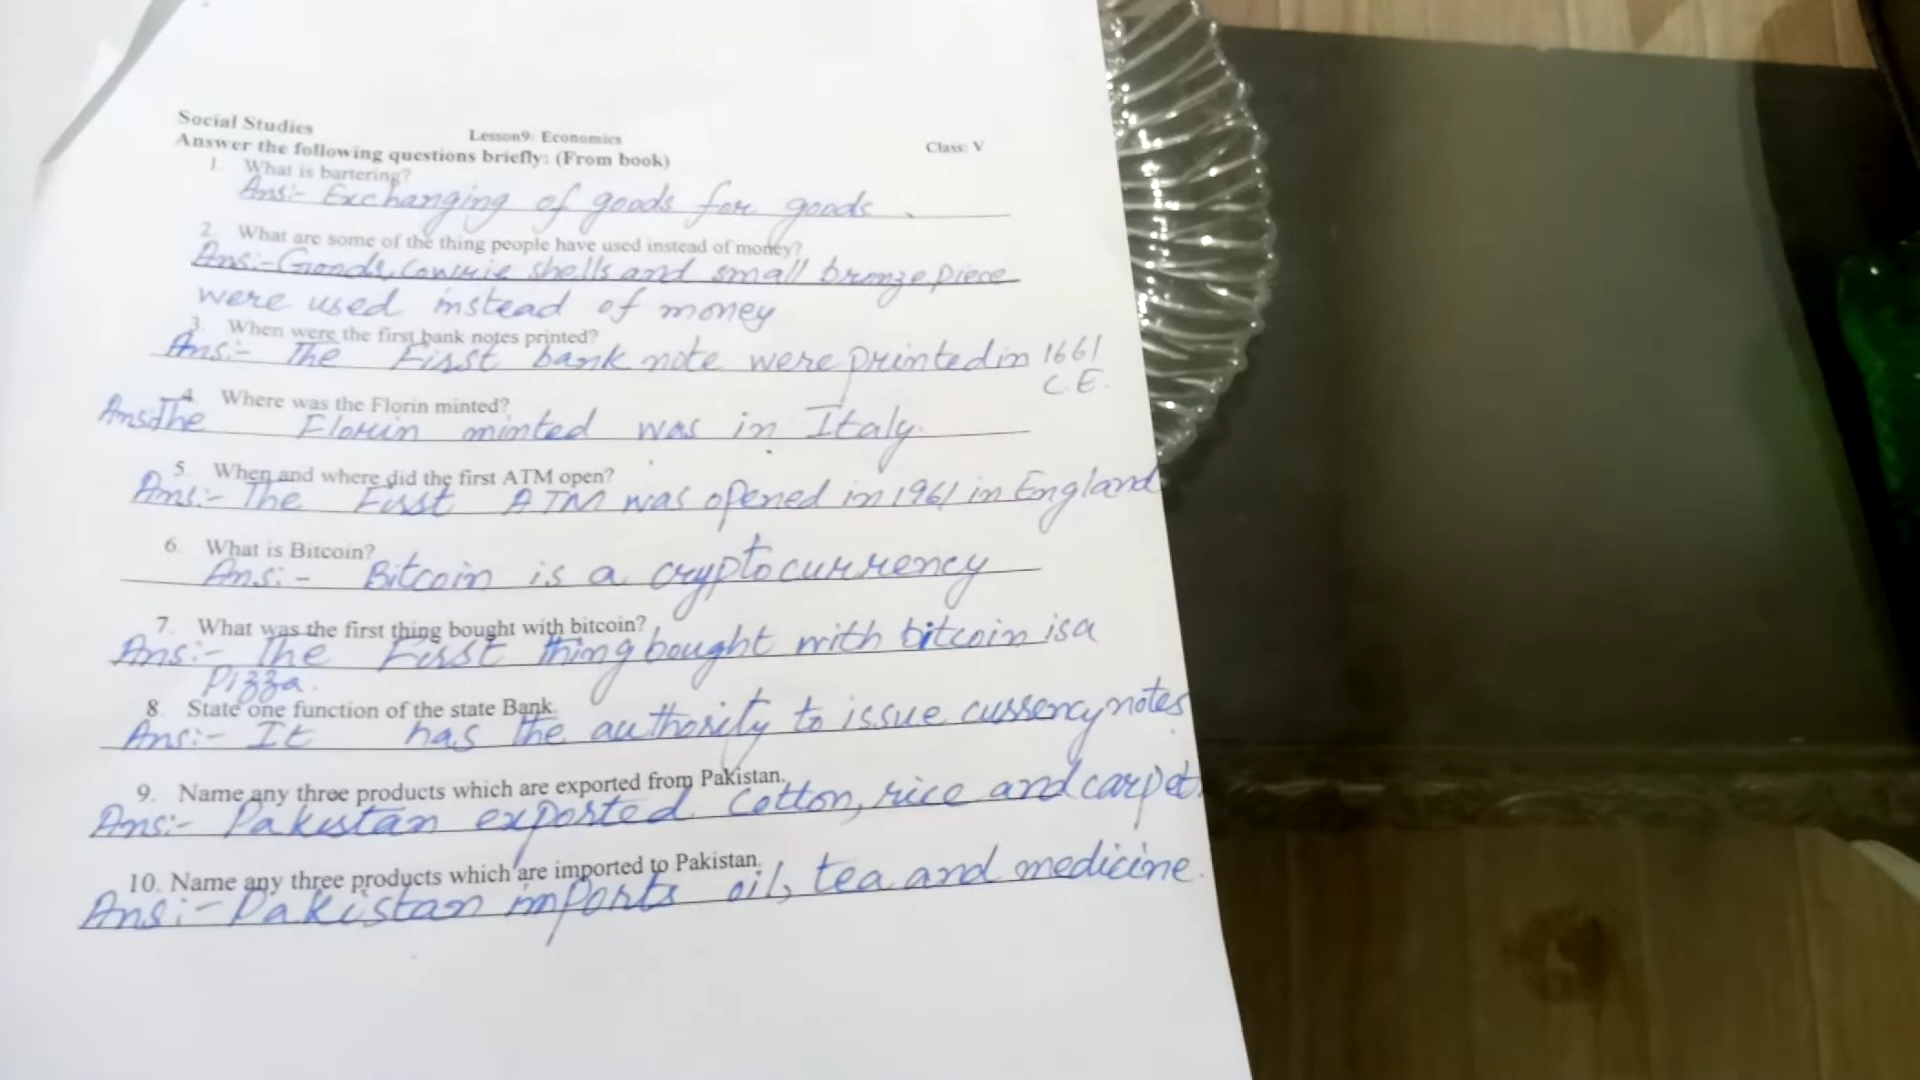 Social Studies
Lesson9: Economics
Class: V
Answer the following questions briefly: (From book)
1. What is bartering?
Ans:- Exchanging of goods for goods.
2. What are some of the thing people have used instead of money?
Ans:- Goods, Cowrie shells and small bronze piece
were used instead of money
3. When were the first bank notes printed?
Ans:- The First bank note were printed in 1661
C.E.
4. Where was the Florin minted?
Ans:The Florin minted was in Italy.
5. When and where did the first ATM open?
Ans:- The First ATM was opened in 1961 in England
6. What is Bitcoin?
Ans:- Bitcoin is a cryptocurrency
7. What was the first thing bought with bitcoin?
Ans:- The First thing bought with bitcoin is a
Pizza.
8. State one function of the state Bank.
Ans:- It has the authority to issue currency notes.
9. Name any three products which are exported from Pakistan.
Ans:- Pakistan exported Cotton, rice and carpet.
10. Name any three products which are imported to Pakistan.
Ans:- Pakistan imports oil, tea and medicine.